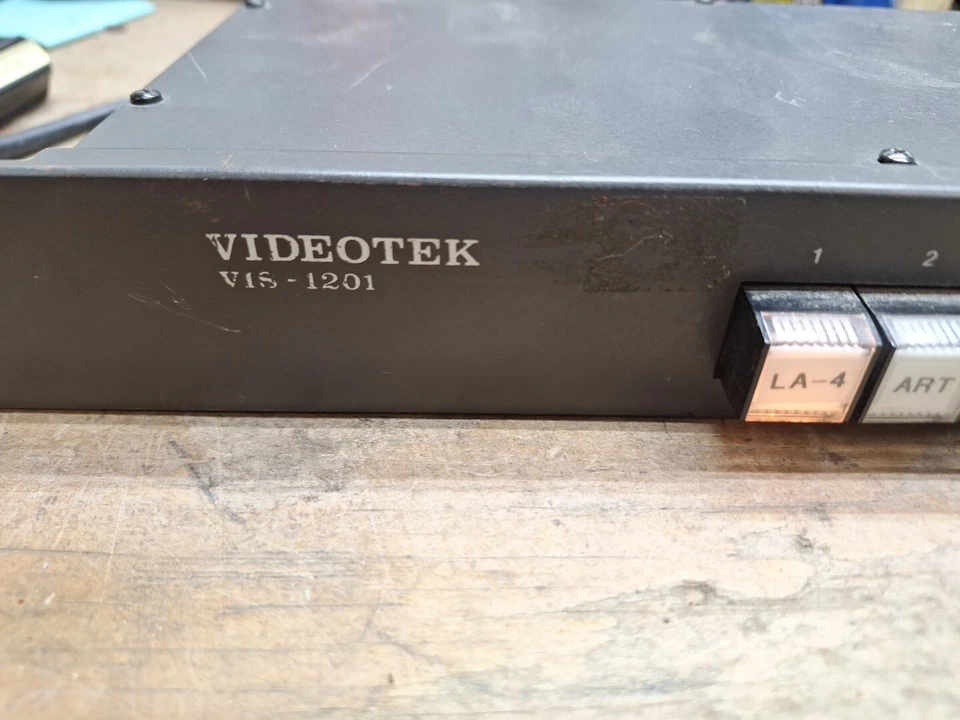 VIDEOTEK
VIS-1201
1 2
LA-4 ART